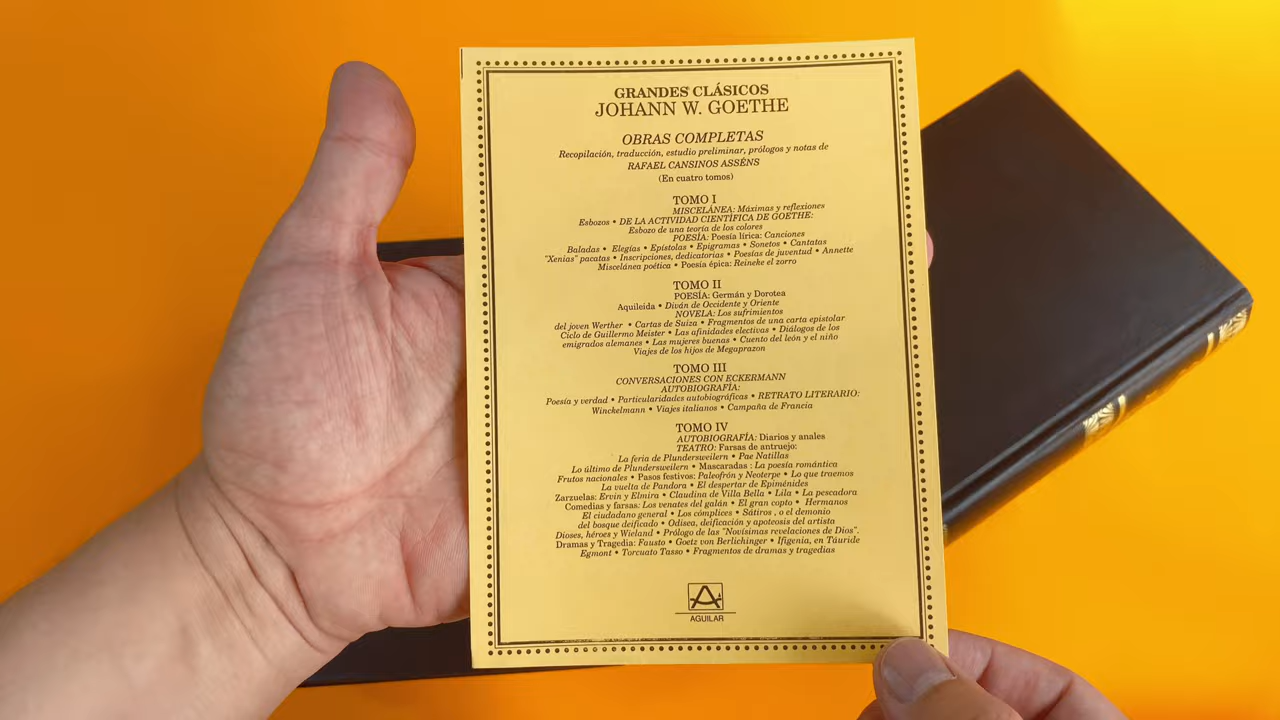 GRANDES CLÁSICOS
JOHANN W. GOETHE
OBRAS COMPLETAS
Recopilación, traducción, estudio preliminar, prólogos y notas de
RAFAEL CANSINOS ASSÉNS
(En cuatro tomos)
TOMO I
MISCELÁNEA: Máximas y reflexiones
Esbozos • DE LA ACTIVIDAD CIENTÍFICA DE GOETHE:
Esbozo de una teoría de los colores
POESÍA: Poesía lírica: Canciones
Baladas • Elegías • Epístolas • Epigramas • Sonetos • Cantatas
"Xenias" pacatas • Inscripciones, dedicatorias • Poesías de juventud • Annette
Miscelánea poética • Poesía épica: Reineke el zorro
TOMO II
POESÍA: Germán y Dorotea
Aquileida • Diván de Occidente y Oriente
NOVELA: Los sufrimientos
del joven Werther • Cartas de Suiza • Fragmentos de una carta epistolar
Ciclo de Guillermo Meister • Las afinidades electivas • Diálogos de los
emigrados alemanes • Las mujeres buenas • Cuento del león y el niño
Viajes de los hijos de Megaprazon
TOMO III
CONVERSACIONES CON ECKERMANN
AUTOBIOGRAFÍA:
Poesía y verdad • Particularidades autobiográficas • RETRATO LITERARIO:
Winckelmann • Viajes italianos • Campaña de Francia
TOMO IV
AUTOBIOGRAFÍA: Diarios y anales
TEATRO: Farsas de antruejo:
La feria de Plundersweilern • Pae Natillas
Lo último de Plundersweilern • Mascaradas : La poesía romántica
Frutos nacionales • Pasos festivos: Paleofrón y Neoterpe • Lo que traemos
La vuelta de Pandora • El despertar de Epiménides
Zarzuelas: Ervin y Elmira • Claudina de Villa Bella • Lila • La pescadora
Comedias y farsas: Los venates del galán • El gran copto • Hermanos
El ciudadano general • Los cómplices • Sátiros , o el demonio
del bosque deificado • Odisea, deificación y apoteosis del artista
Dioses, héroes y Wieland • Prólogo de las "Novísimas revelaciones de Dios".
Dramas y Tragedia: Fausto • Goetz von Berlichinger • Ifigenia, en Táuride
Egmont • Torcuato Tasso • Fragmentos de dramas y tragedias
AGUILAR